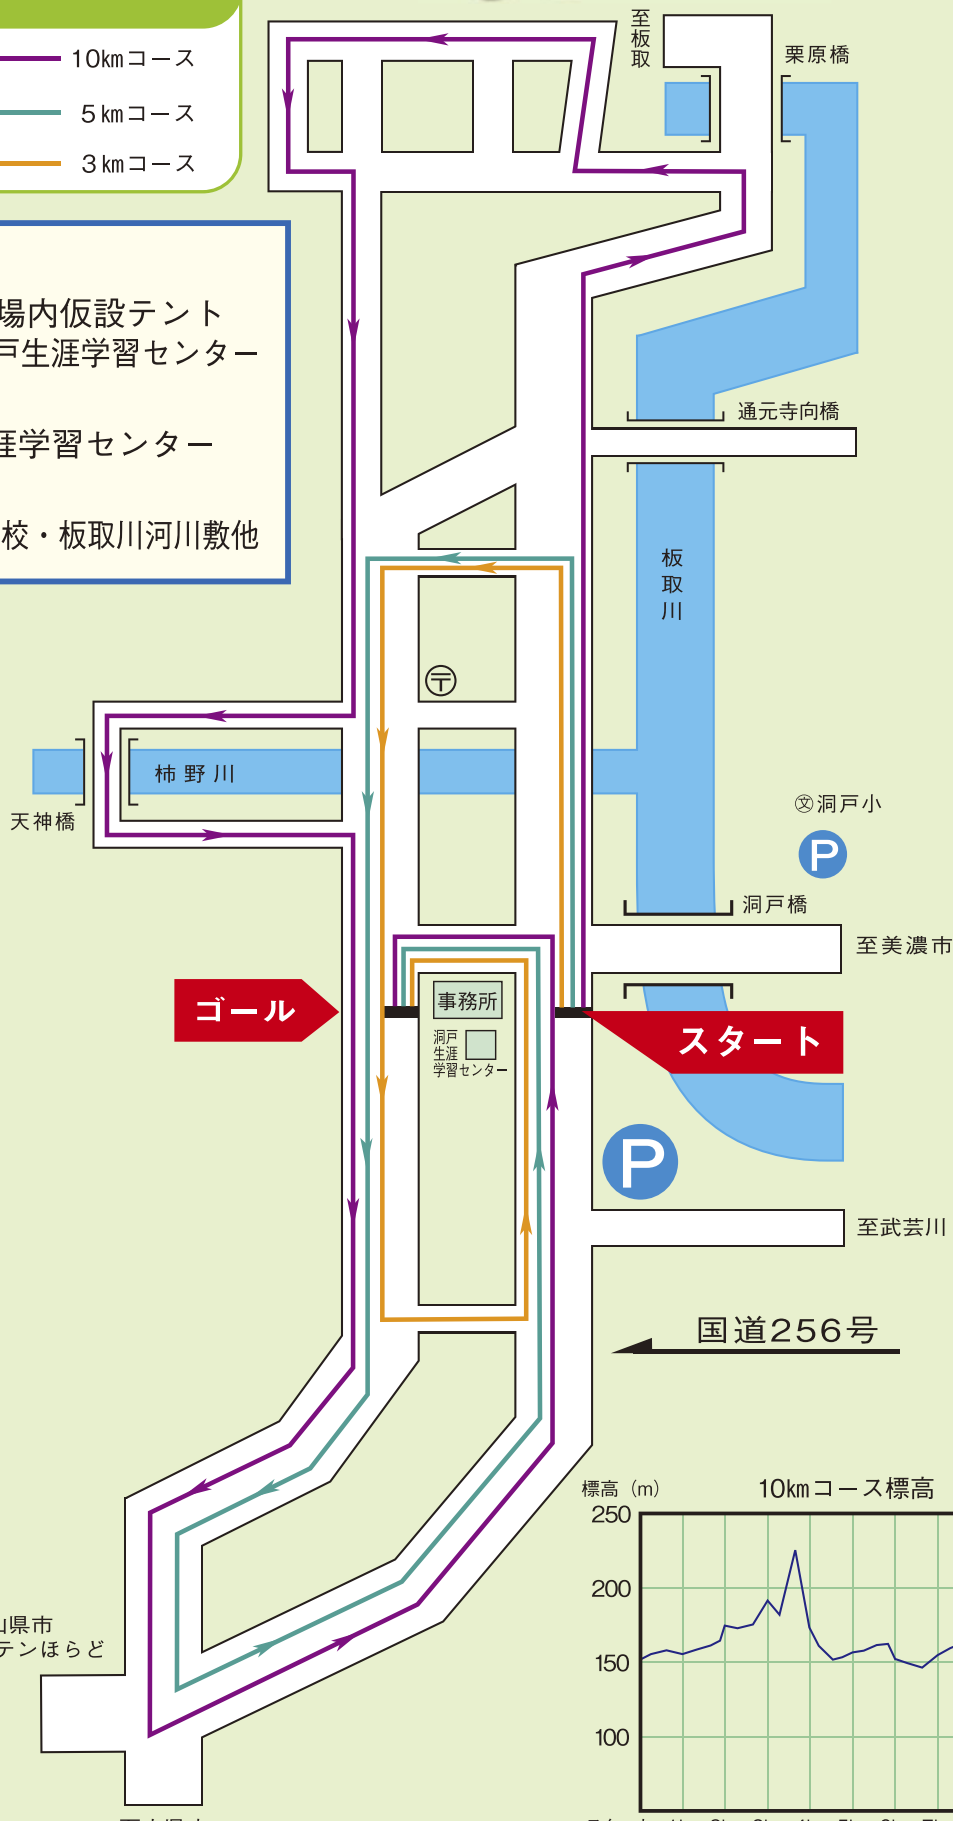 10kmコース
5kmコース
3kmコース
場内仮設テント
戸生涯学習センター
涯学習センター
校・板取川河川敷他
至板取
栗原橋
通元寺向橋
板取川
〒
柿野川
天神橋
文洞戸小
P
洞戸橋
至美濃市
ゴール
事務所
洞戸
生涯
学習センター
スタート
P
至武芸川
国道256号
標高（m）
10kmコース標高
250
200
150
100
山県市
テンほらど